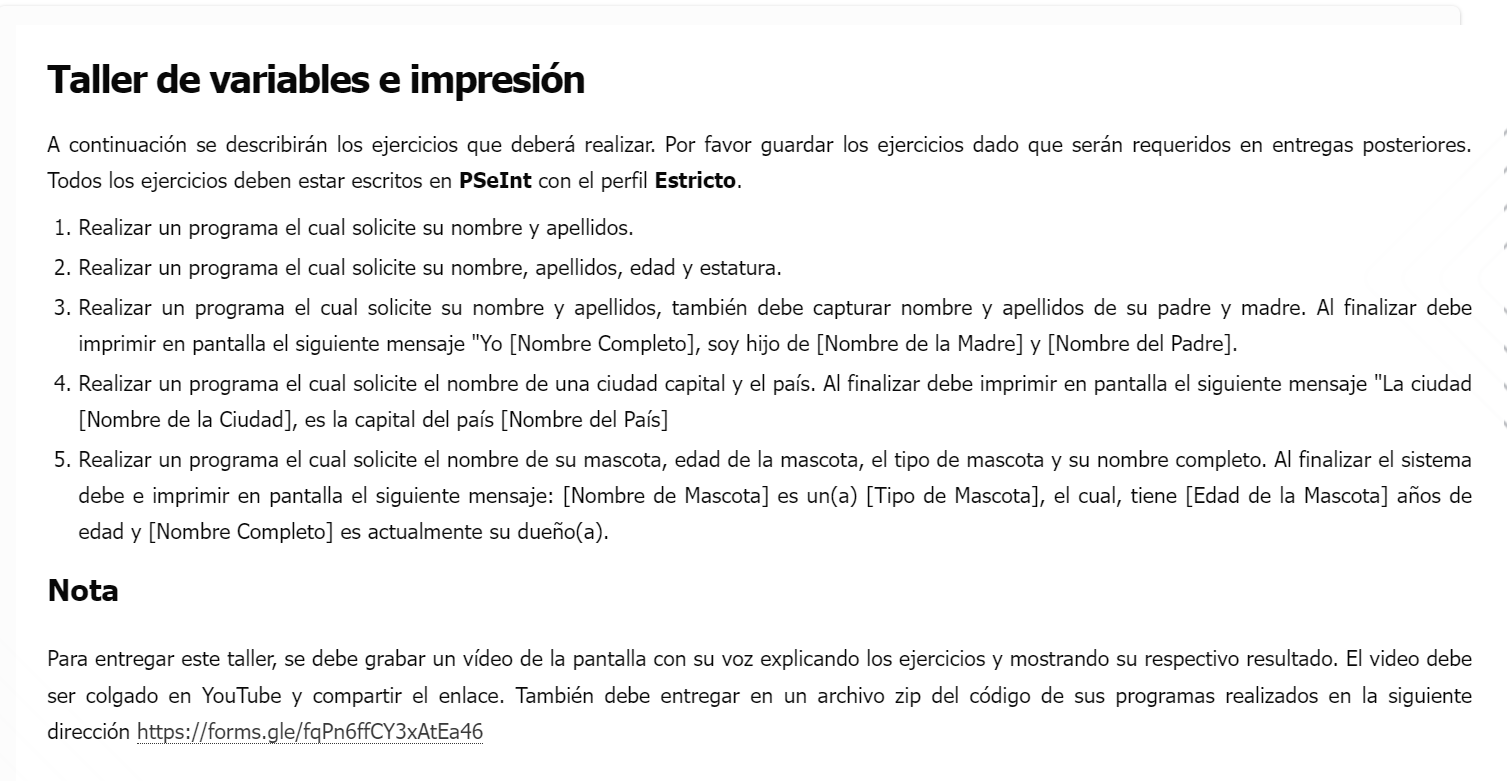 Taller de variables e impresión
A continuación se describirán los ejercicios que deberá realizar. Por favor guardar los ejercicios dado que serán requeridos en entregas posteriores.
Todos los ejercicios deben estar escritos en PSeInt con el perfil Estricto.
1. Realizar un programa el cual solicite su nombre y apellidos.
2. Realizar un programa el cual solicite su nombre, apellidos, edad y estatura.
3. Realizar un programa el cual solicite su nombre y apellidos, también debe capturar nombre y apellidos de su padre y madre. Al finalizar debe
imprimir en pantalla el siguiente mensaje "Yo [Nombre Completo], soy hijo de [Nombre de la Madre] y [Nombre del Padre].
4. Realizar un programa el cual solicite el nombre de una ciudad capital y el país. Al finalizar debe imprimir en pantalla el siguiente mensaje "La ciudad
[Nombre de la Ciudad], es la capital del país [Nombre del País]
5. Realizar un programa el cual solicite el nombre de su mascota, edad de la mascota, el tipo de mascota y su nombre completo. Al finalizar el sistema
debe e imprimir en pantalla el siguiente mensaje: [Nombre de Mascota] es un(a) [Tipo de Mascota], el cual, tiene [Edad de la Mascota] años de
edad y [Nombre Completo] es actualmente su dueño(a).
Nota
Para entregar este taller, se debe grabar un vídeo de la pantalla con su voz explicando los ejercicios y mostrando su respectivo resultado. El video debe
ser colgado en YouTube y compartir el enlace. También debe entregar en un archivo zip del código de sus programas realizados en la siguiente
dirección https://forms.gle/fqPn6ffCY3xAtEa46